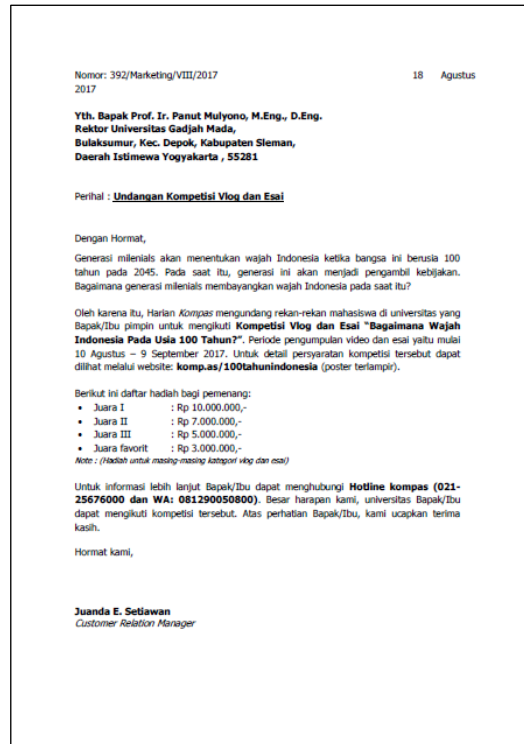 Nomor: 392/Marketing/VIII/2017 18 Agustus
2017
Yth. Bapak Prof. Ir. Panut Mulyono, M.Eng., D.Eng.
Rektor Universitas Gadjah Mada,
Bulaksumur, Kec. Depok, Kabupaten Sleman,
Daerah Istimewa Yogyakarta , 55281
Perihal : Undangan Kompetisi Vlog dan Esai
Dengan Hormat,
Generasi milenials akan menentukan wajah Indonesia ketika bangsa ini berusia 100
tahun pada 2045. Pada saat itu, generasi ini akan menjadi pengambil kebijakan.
Bagaimana generasi milenials membayangkan wajah Indonesia pada saat itu?
Oleh karena itu, Harian Kompas mengundang rekan-rekan mahasiswa di universitas yang
Bapak/Ibu pimpin untuk mengikuti Kompetisi Vlog dan Esai “Bagaimana Wajah
Indonesia Pada Usia 100 Tahun?”. Periode pengumpulan video dan esai yaitu mulai
10 Agustus – 9 September 2017. Untuk detail persyaratan kompetisi tersebut dapat
dilihat melalui website: komp.as/100tahunindonesia (poster terlampir).
Berikut ini daftar hadiah bagi pemenang:
• Juara I : Rp 10.000.000,-
• Juara II : Rp 7.000.000,-
• Juara III : Rp 5.000.000,-
• Juara favorit : Rp 3.000.000,-
Note : (Hadiah untuk masing-masing kategori vlog dan esai)
Untuk informasi lebih lanjut Bapak/Ibu dapat menghubungi Hotline kompas (021-
25676000 dan WA: 081290050800). Besar harapan kami, universitas Bapak/Ibu
dapat mengikuti kompetisi tersebut. Atas perhatian Bapak/Ibu, kami ucapkan terima
kasih.
Hormat kami,
Juanda E. Setiawan
Customer Relation Manager